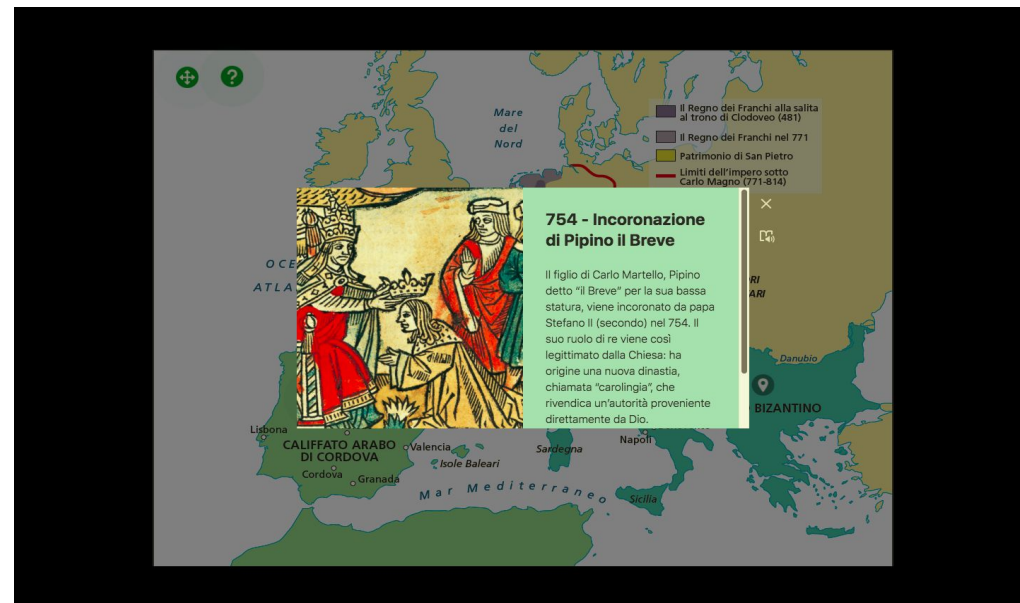 Mare
del
Nord
Il Regno dei Franchi alla salita
al trono di Clodoveo (481)
Il Regno dei Franchi nel 771
Patrimonio di San Pietro
Limiti dell'impero sotto
Carlo Magno (771-814)
754 - Incoronazione
di Pipino il Breve
Il figlio di Carlo Martello, Pipino
detto “il Breve” per la sua bassa
statura, viene incoronato da papa
Stefano II (secondo) nel 754. Il
suo ruolo di re viene così
legittimato dalla Chiesa: ha
origine una nuova dinastia,
chiamata “carolingia”, che
rivendica un'autorità proveniente
direttamente da Dio.
OCE
ATLA
RI
ARI
Danubio
BIZANTINO
Lisbona
CALIFFATO ARABO
DI CORDOVA
Valencia
Isole Baleari
Cordova
Granada
Sardegna
Napoli
Mar Mediterraneo
Sicilia